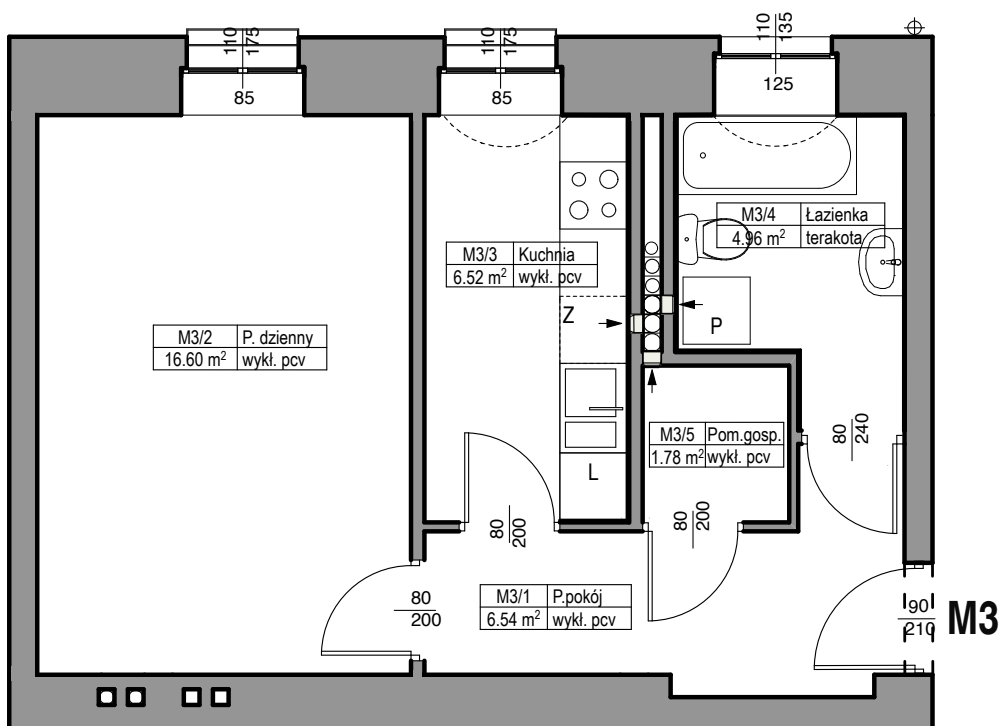 110
175
85
110
175
85
110
135
125
M3/4 Łazienka
4.96 m² terakota
M3/3 Kuchnia
6.52 m² wykł. pcv
Z
P
M3/2 P. dzienny
16.60 m² wykł. pcv
M3/5 Pom.gosp.
1.78 m² wykł. pcv
80
240
L
80
200
80
200
80
200
M3/1 P.pokój
6.54 m² wykł. pcv
90
210
M3